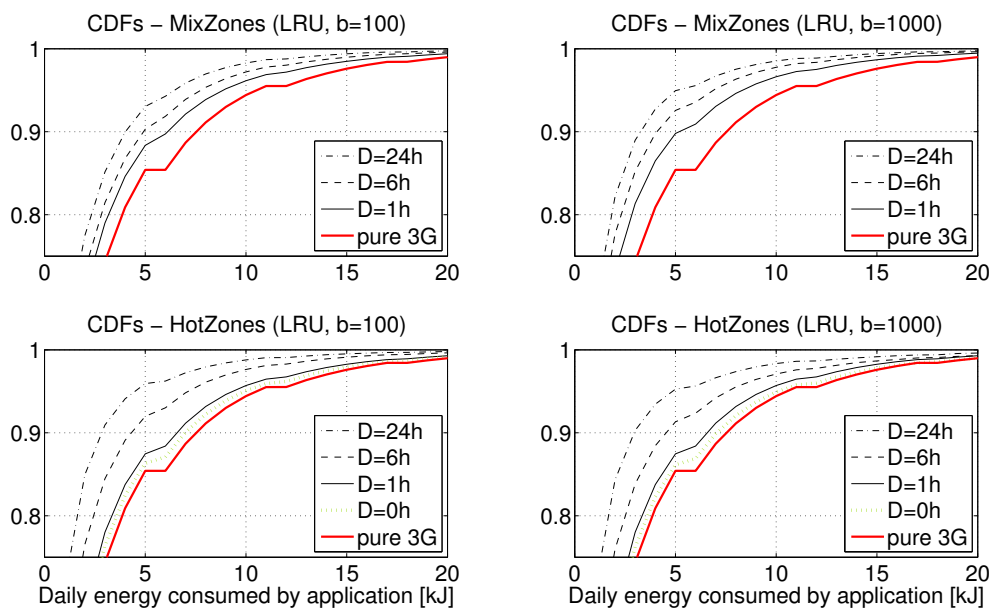 CDFs − MixZones (LRU, b=100)
1
0.9
0.8
0 5 10 15 20
D=24h
D=6h
D=1h
pure 3G
CDFs − MixZones (LRU, b=1000)
1
0.9
0.8
0 5 10 15 20
D=24h
D=6h
D=1h
pure 3G
CDFs − HotZones (LRU, b=100)
1
0.9
0.8
0 5 10 15 20
D=24h
D=6h
D=1h
D=0h
pure 3G
Daily energy consumed by application [kJ]
CDFs − HotZones (LRU, b=1000)
1
0.9
0.8
0 5 10 15 20
D=24h
D=6h
D=1h
D=0h
pure 3G
Daily energy consumed by application [kJ]